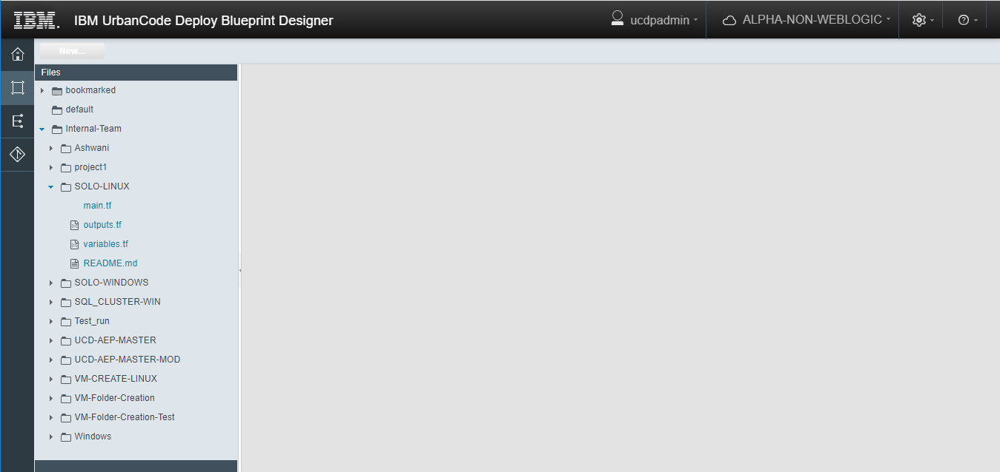 IBM. IBM UrbanCode Deploy Blueprint Designer ucdpadmin ALPHA-NON-WEBLOGIC
New...
Files
bookmarked
default
Internal-Team
Ashwani
project1
SOLO-LINUX
main.tf
outputs.tf
variables.tf
README.md
SOLO-WINDOWS
SQL_CLUSTER-WIN
Test_run
UCD-AEP-MASTER
UCD-AEP-MASTER-MOD
VM-CREATE-LINUX
VM-Folder-Creation
VM-Folder-Creation-Test
Windows